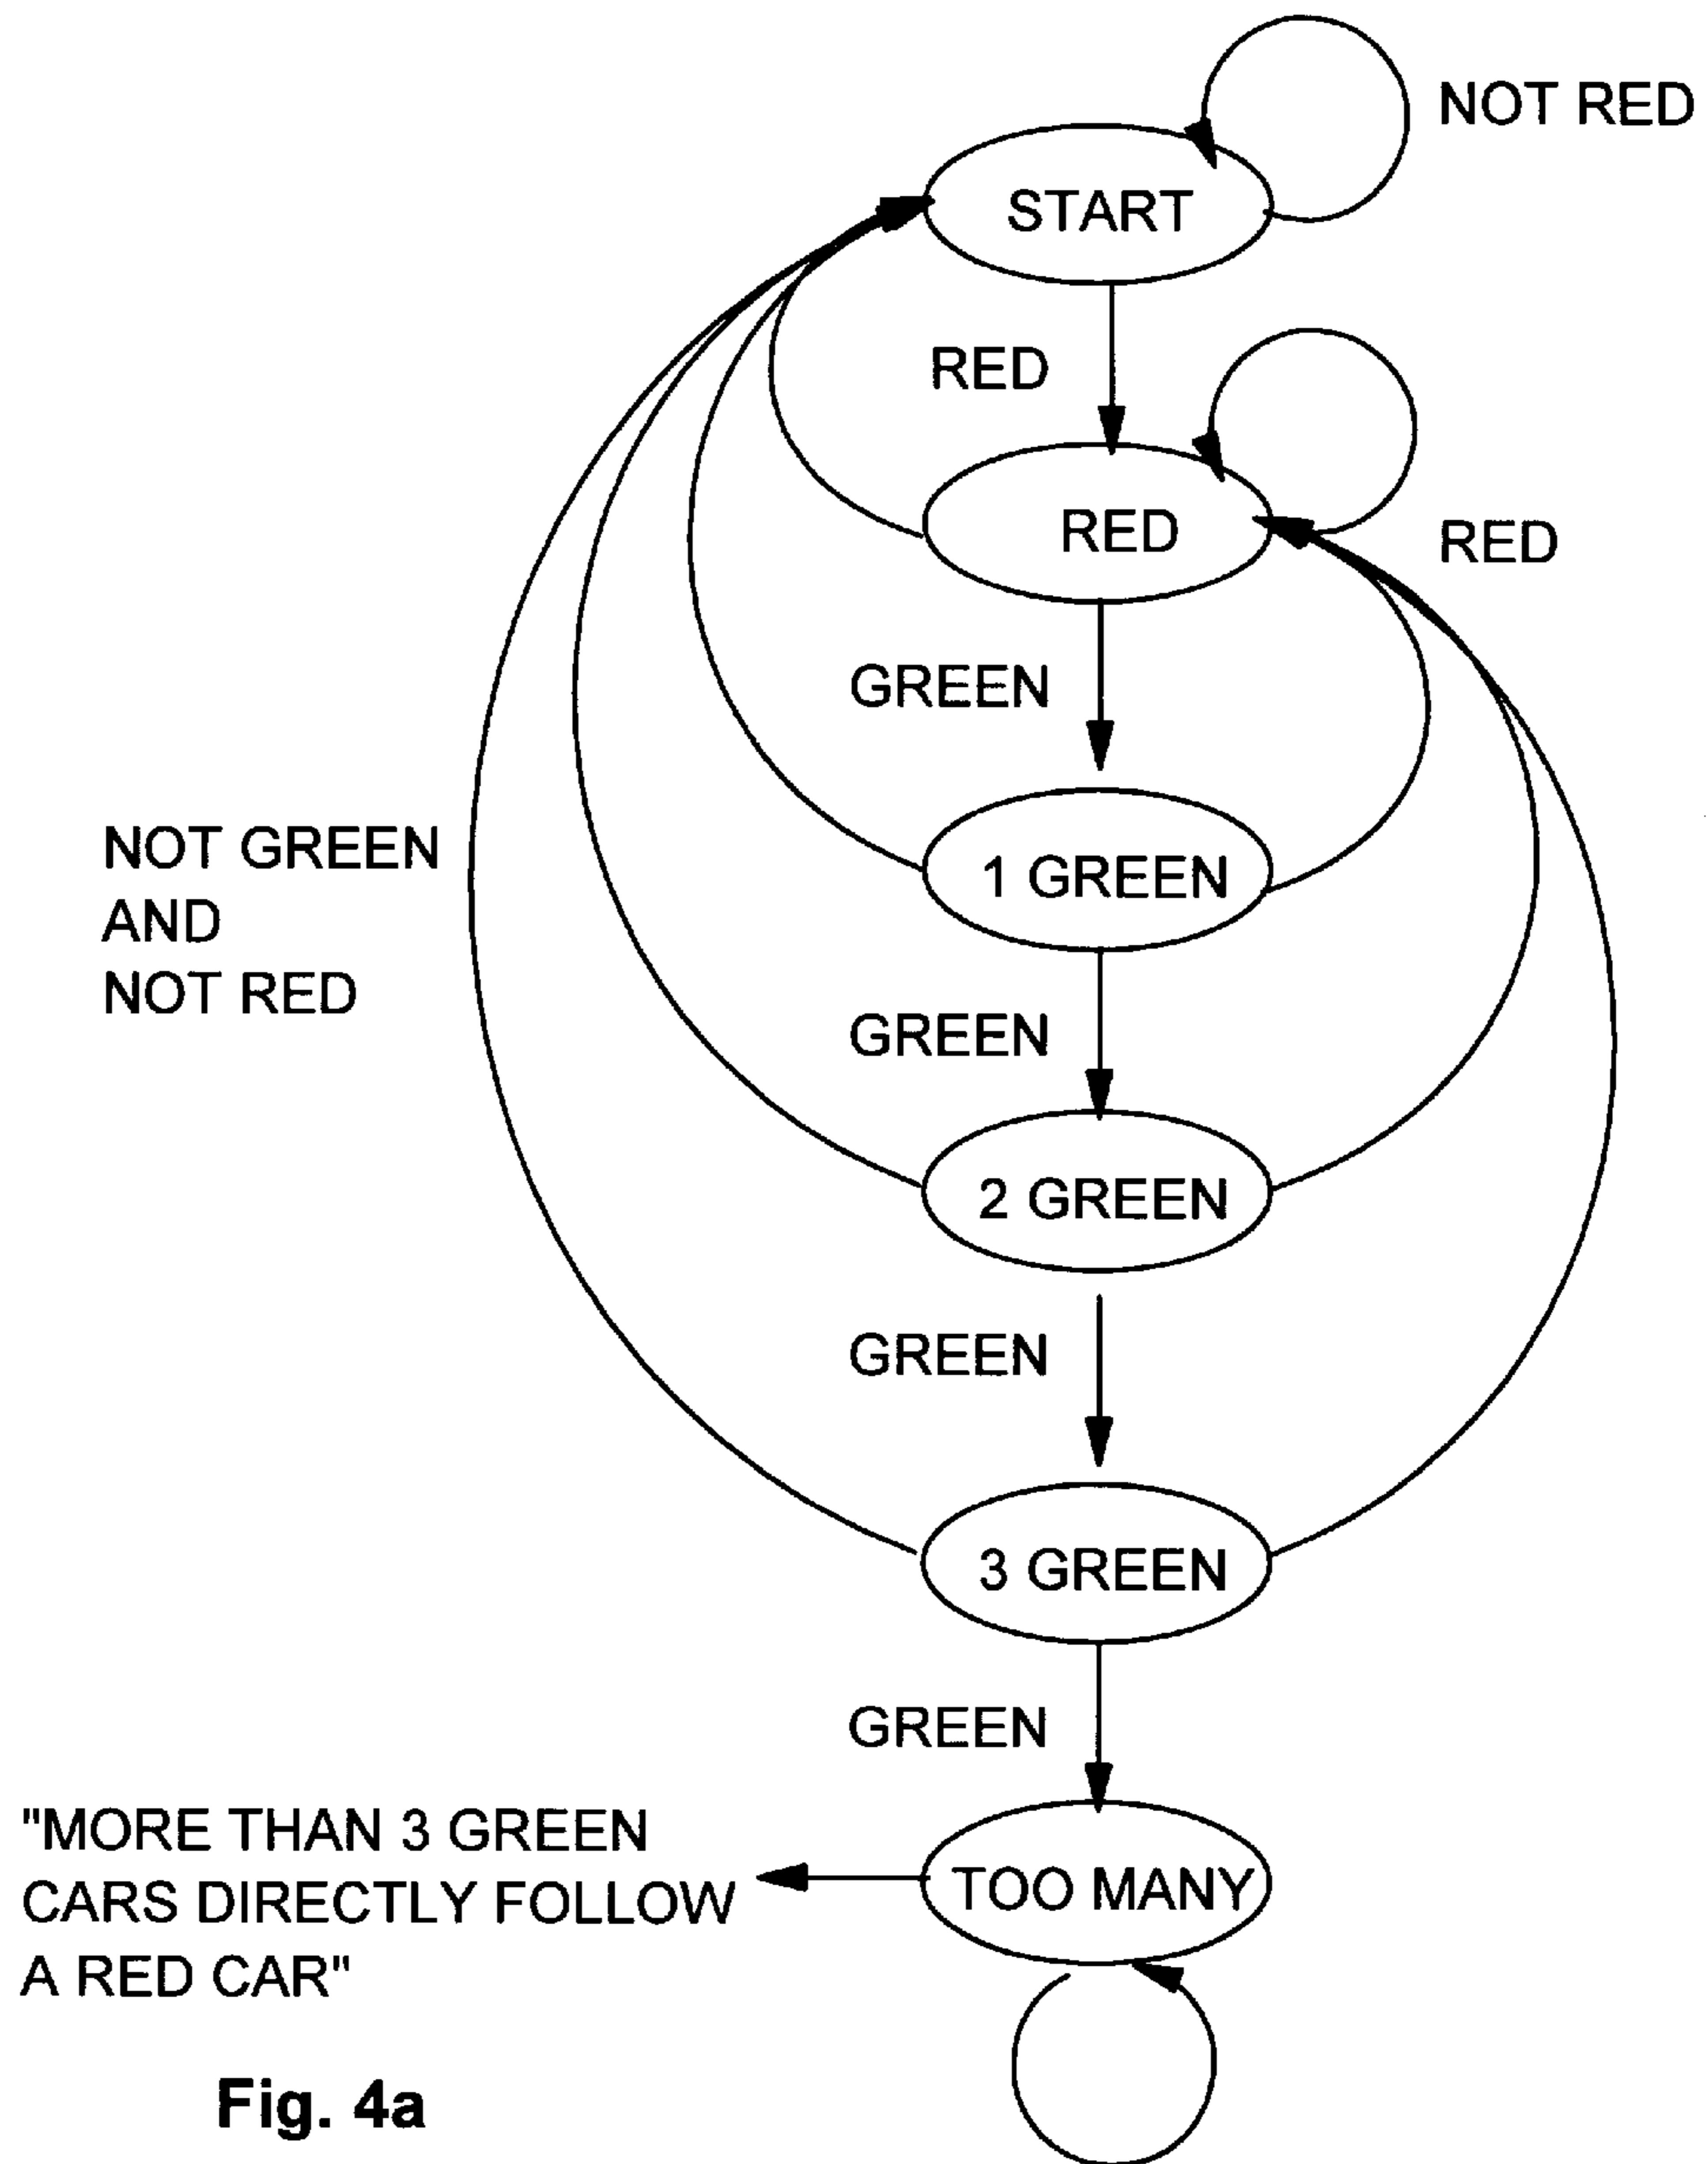 NOT RED
START
RED
RED
RED
GREEN
NOT GREEN
AND
NOT RED
1 GREEN
GREEN
2 GREEN
GREEN
3 GREEN
GREEN
"MORE THAN 3 GREEN
CARS DIRECTLY FOLLOW
A RED CAR"
TOO MANY
Fig. 4a